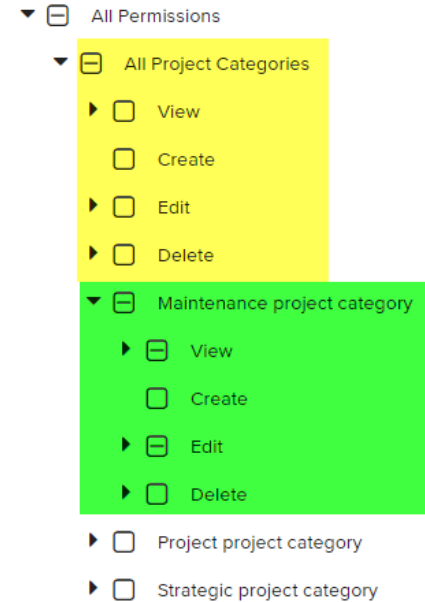 All Permissions
All Project Categories
View
Create
Edit
Delete
Maintenance project category
View
Create
Edit
Delete
Project project category
Strategic project category